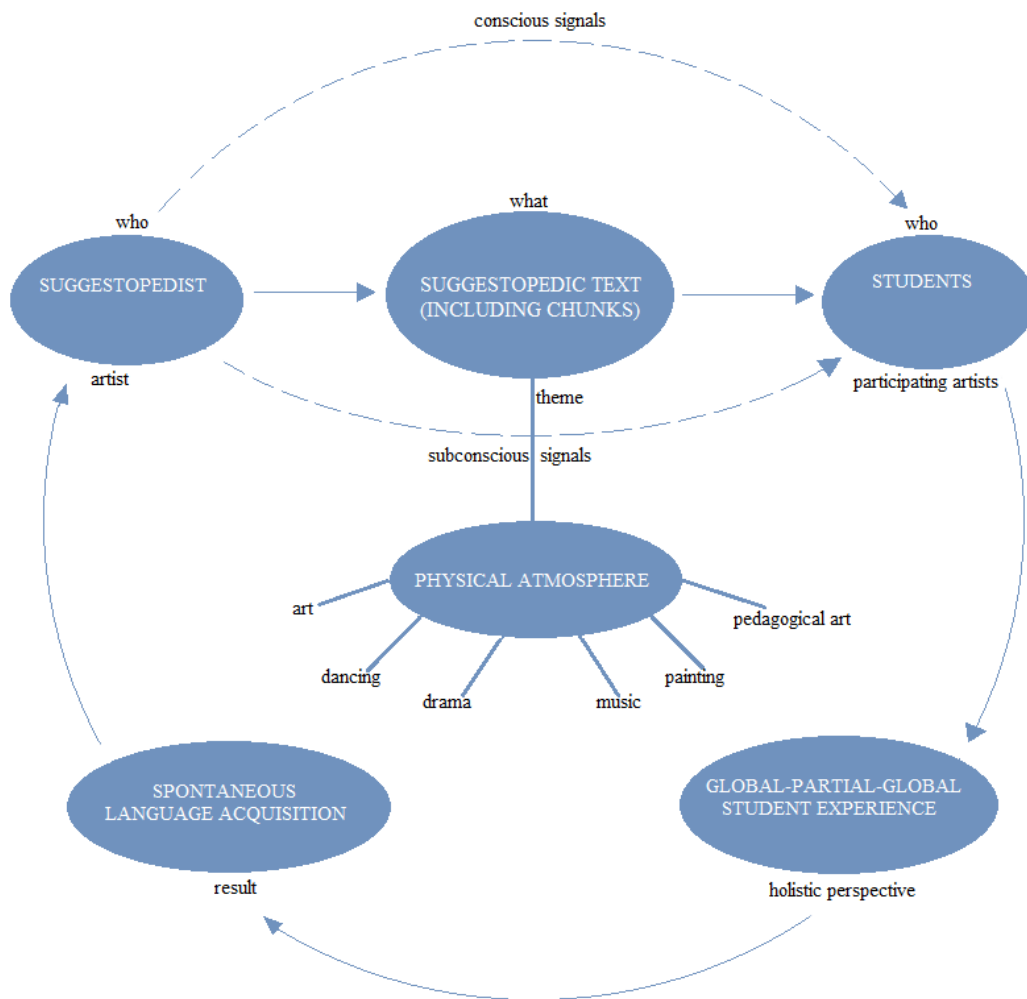 conscious signals
who
what
who
SUGGESTOPEDIST
SUGGESTOPEDIC TEXT
(INCLUDING CHUNKS)
STUDENTS
artist
theme
participating artists
subconscious signals
PHYSICAL ATMOSPHERE
art
dancing
drama
music
painting
pedagogical art
SPONTANEOUS
LANGUAGE ACQUISITION
result
GLOBAL-PARTIAL-GLOBAL
STUDENT EXPERIENCE
holistic perspective